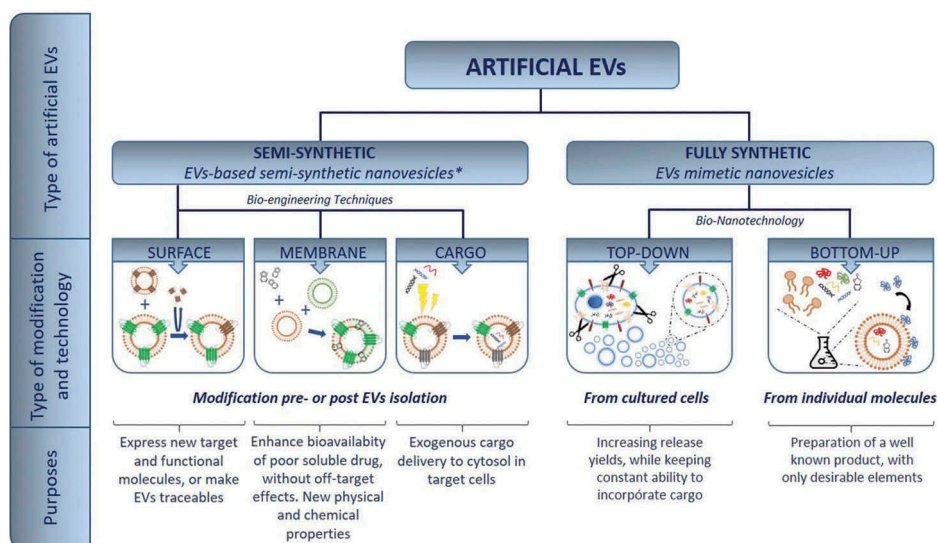 Type of artificial EVs
ARTIFICIAL EVs
SEMI-SYNTHETIC
EVs-based semi-synthetic nanovesicles*
FULLY SYNTHETIC
EVs mimetic nanovesicles
Bio-engineering Techniques
Bio-Nanotechnology
Type of modification
and technology
SURFACE
MEMBRANE
CARGO
TOP-DOWN
BOTTOM-UP
Modification pre- or post EVs isolation
From cultured cells
From individual molecules
Purposes
Express new target
and functional
molecules, or make
EVs traceables
Enhance bioavailabity
of poor soluble drug,
without off-target
effects. New physical
and chemical
properties
Exogenous cargo
delivery to cytosol in
target cells
Increasing release
yields, while keeping
constant ability to
incorpórate cargo
Preparation of a well
known product, with
only desirable elements